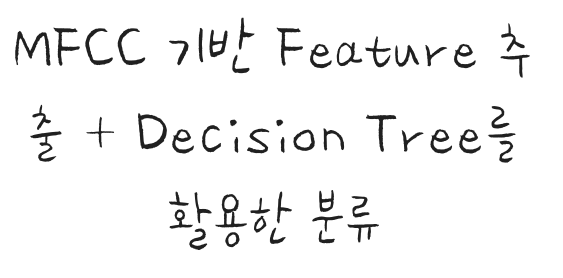 MFCC 기반 Feature 추
출 + Decision Tree를
활용한 분류